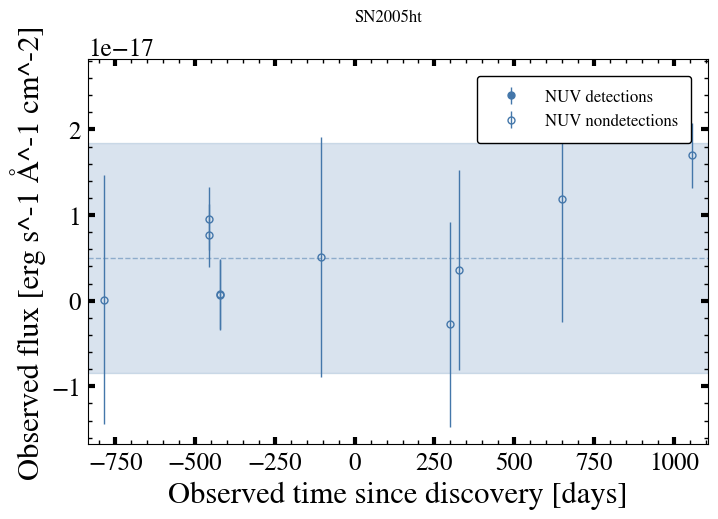 SN2005ht
1e−17
Observed flux [erg s^-1 Å^-1 cm^-2]
NUV detections
NUV nondetections
2
1
0
−1
−750 −500 −250 0 250 500 750 1000
Observed time since discovery [days]